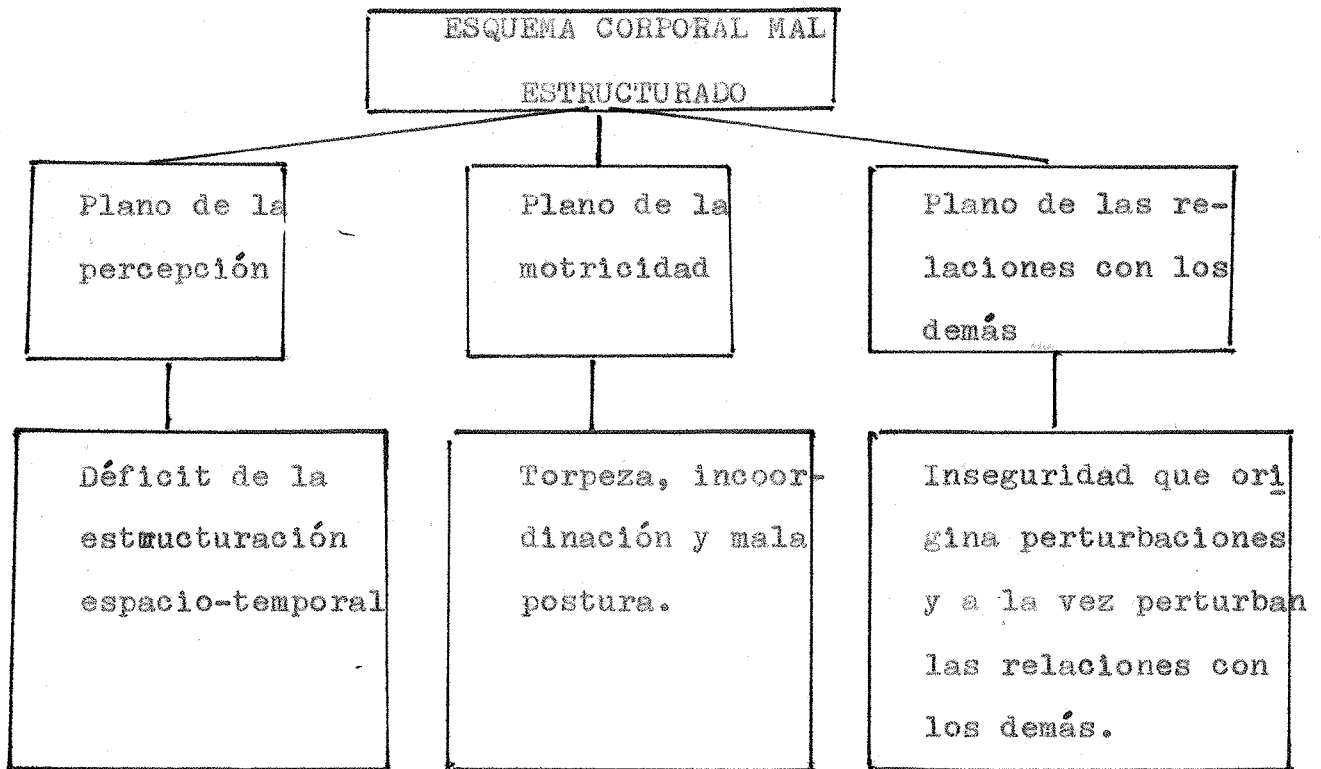 ESQUEMA CORPORAL MAL
ESTRUCTURADO
Plano de la
percepción
Plano de la
motricidad
Plano de las re-
laciones con los
demás
Déficit de la
estmucturación
espacio-temporal
Torpeza, incoor-
dinación y mala
postura.
Inseguridad que ori
gina perturbaciones
y a la vez perturban
las relaciones con
los demás.